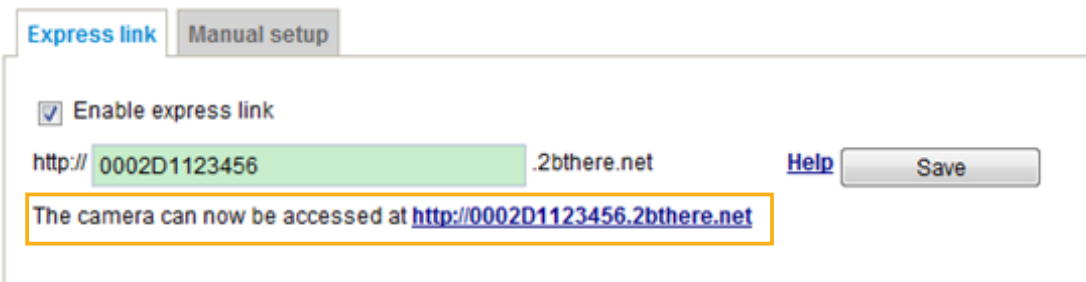 Express link Manual setup
Enable express link
http:// 0002D1123456 .2bthere.net Help Save
The camera can now be accessed at http://0002D1123456.2bthere.net